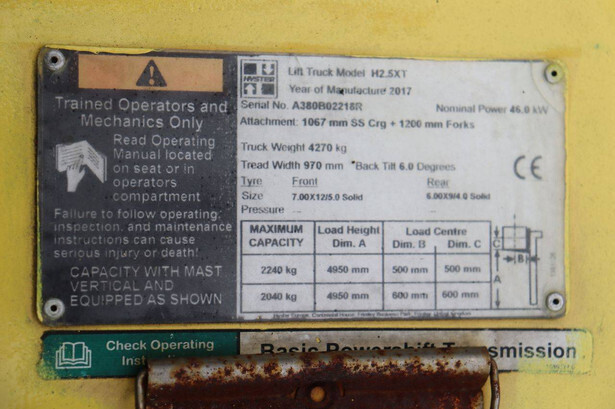 Trained Operators and
Mechanics Only
Read Operating
Manual located
on seat or in
operators
compartment
Failure to follow operating,
inspection, and maintenance
instructions can cause
serious injury or death!
CAPACITY WITH MAST
VERTICAL AND
EQUIPPED AS SHOWN
HYSTER
Lift Truck Model H2.5XT
Year of Manufacture 2017
Serial No. A380B02218R Nominal Power 46.0 kW
Attachment: 1067 mm SS Crg + 1200 mm Forks
Truck Weight 4270 kg
Tread Width 970 mm Back Tilt 6.0 Degrees
CE
Tyre Front Rear
Size 7.00X12/5.0 Solid 6.00X9/4.0 Solid
Pressure
MAXIMUM CAPACITY Load Height Dim. A Load Centre Dim. B Dim. C
2240 kg 4950 mm 500 mm 500 mm
2040 kg 4950 mm 600 mm 600 mm
C
B
A
Check Operating
Basic Powershift Transmission